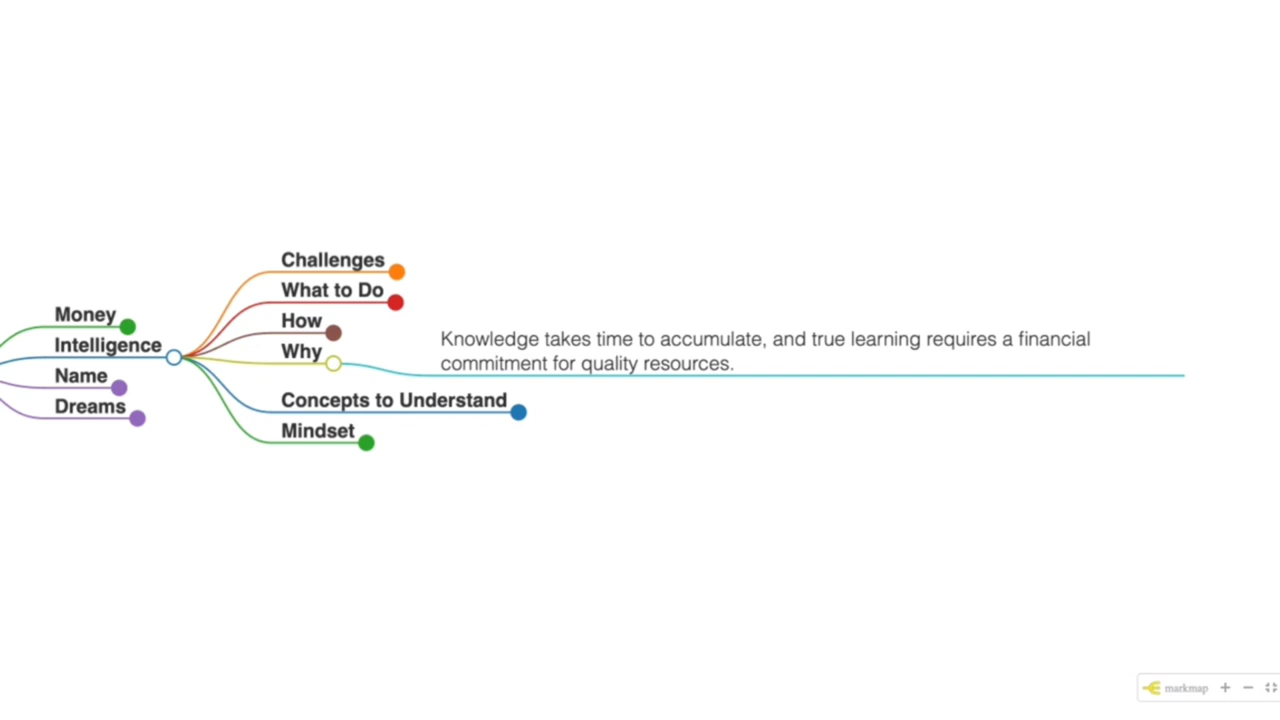 Money
Intelligence
Name
Dreams
Challenges
What to Do
How
Why
Concepts to Understand
Mindset
Knowledge takes time to accumulate, and true learning requires a financial
commitment for quality resources.
markmap + −